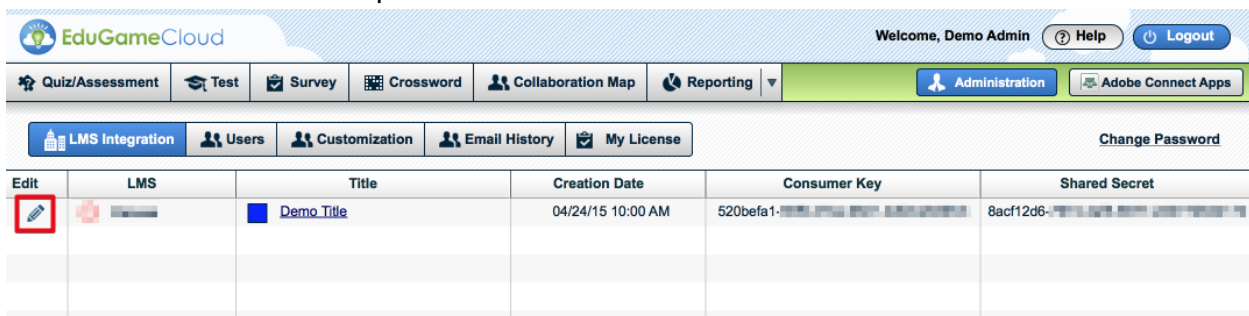 EduGameCloud Welcome, Demo Admin ? Help Logout
Quiz/Assessment Test Survey Crossword Collaboration Map Reporting Administration Adobe Connect Apps
LMS Integration Users Customization Email History My License Change Password
Edit LMS Title Creation Date Consumer Key Shared Secret
Demo Title 04/24/15 10:00 AM 520befa1- 8acf12d6-